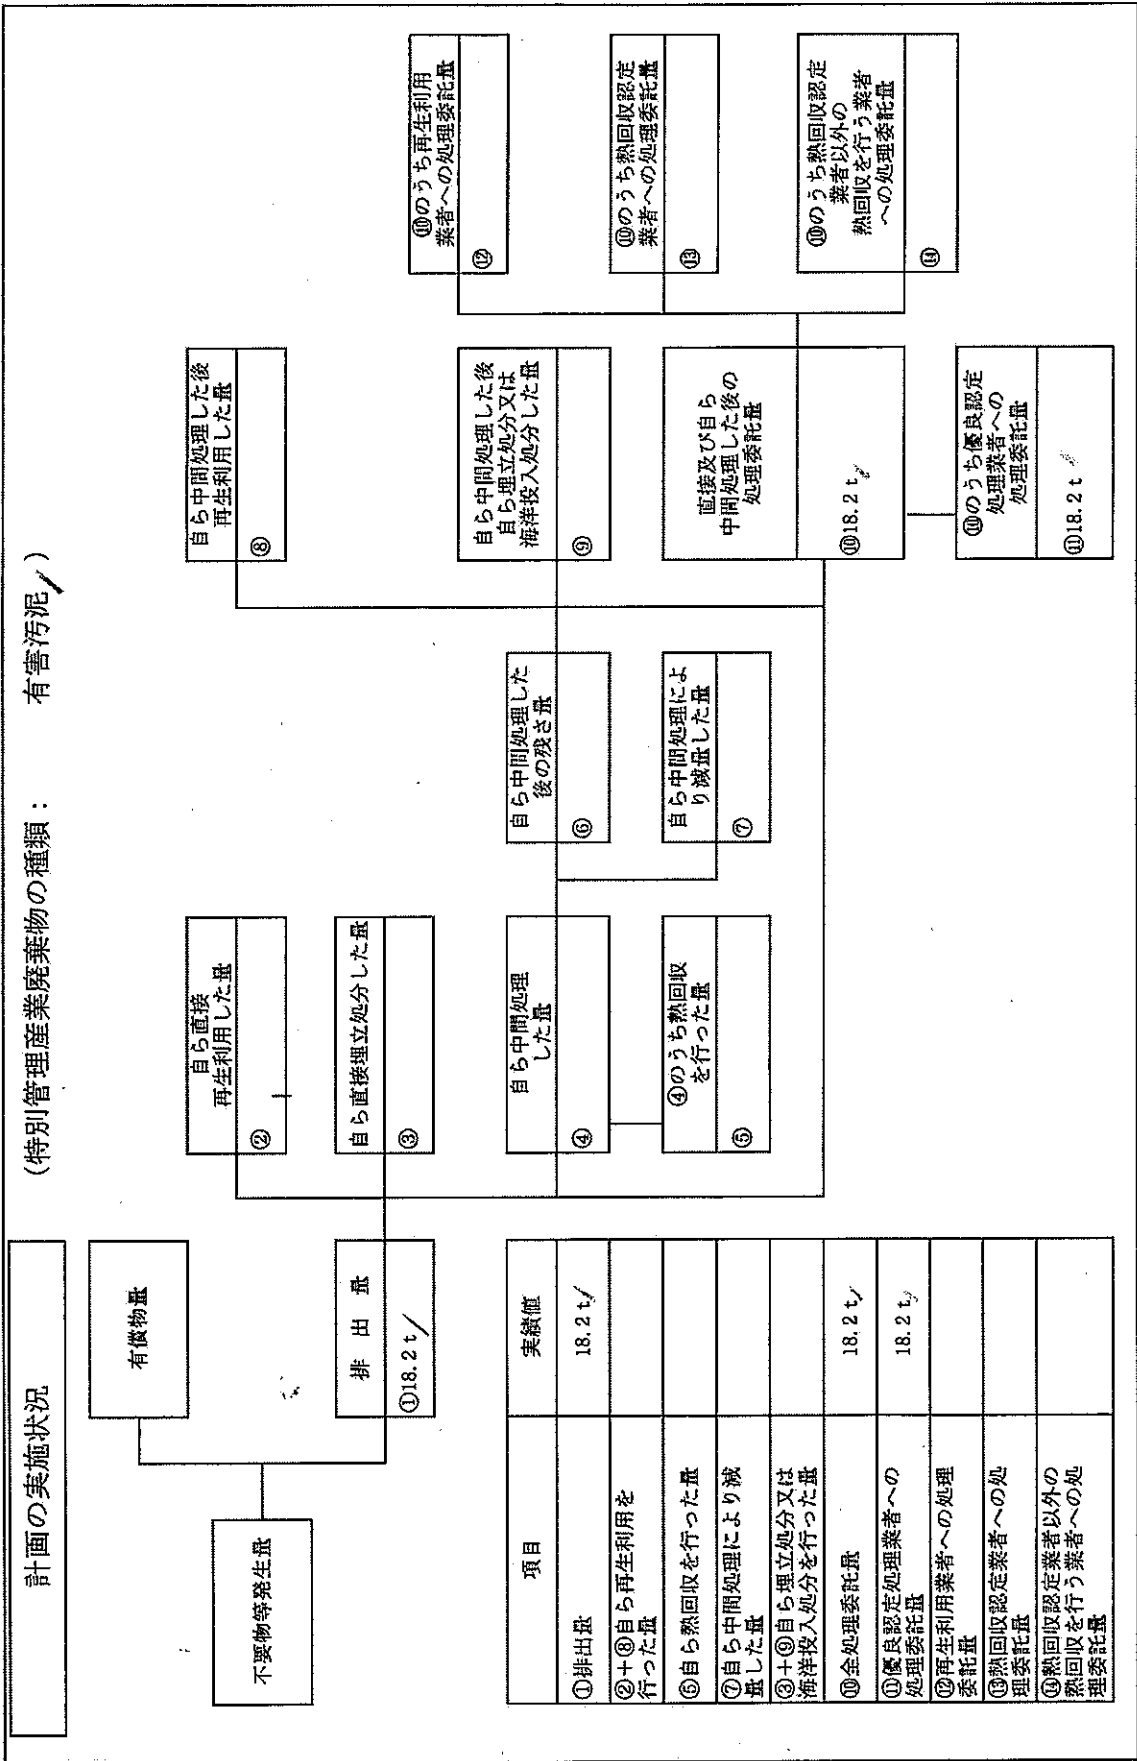 計画の実施状況
(特別管理産業廃棄物の種類： 有害汚泥)
不要物等発生量
有償物量
排 出 量
①18.2t
自ら直接
再生利用した量
②
自ら直接埋立処分した量
③
自ら中間処理
した量
④
④のうち熱回収
を行った量
⑤
自ら中間処理した
後の残さ量
⑥
自ら中間処理によ
り減量した量
⑦
自ら中間処理した後
再生利用した量
⑧
自ら中間処理した後
自ら埋立処分又は
海洋投入処分した量
⑨
直接及び自ら
中間処理した後の
処理委託量
⑩18.2t
⑩のうち優良認定
処理業者への
処理委託量
⑪18.2t
⑩のうち再生利用
業者への処理委託量
⑫
⑩のうち熱回収認定
業者への処理委託量
⑬
⑩のうち熱回収認定
業者以外の
熱回収を行う業者
への処理委託量
⑭
項目 実績値
①排出量 18.2t
②+⑧自ら再生利用を
行った量
⑤自ら熱回収を行った量
⑦自ら中間処理により減
量した量
③+⑨自ら埋立処分又は
海洋投入処分を行った量
⑩全処理委託量 18.2t
⑪優良認定処理業者への
処理委託量 18.2t
⑫再生利用業者への処理
委託量
⑬熱回収認定業者への処
理委託量
⑭熱回収認定業者以外の
熱回収を行う業者への処
理委託量